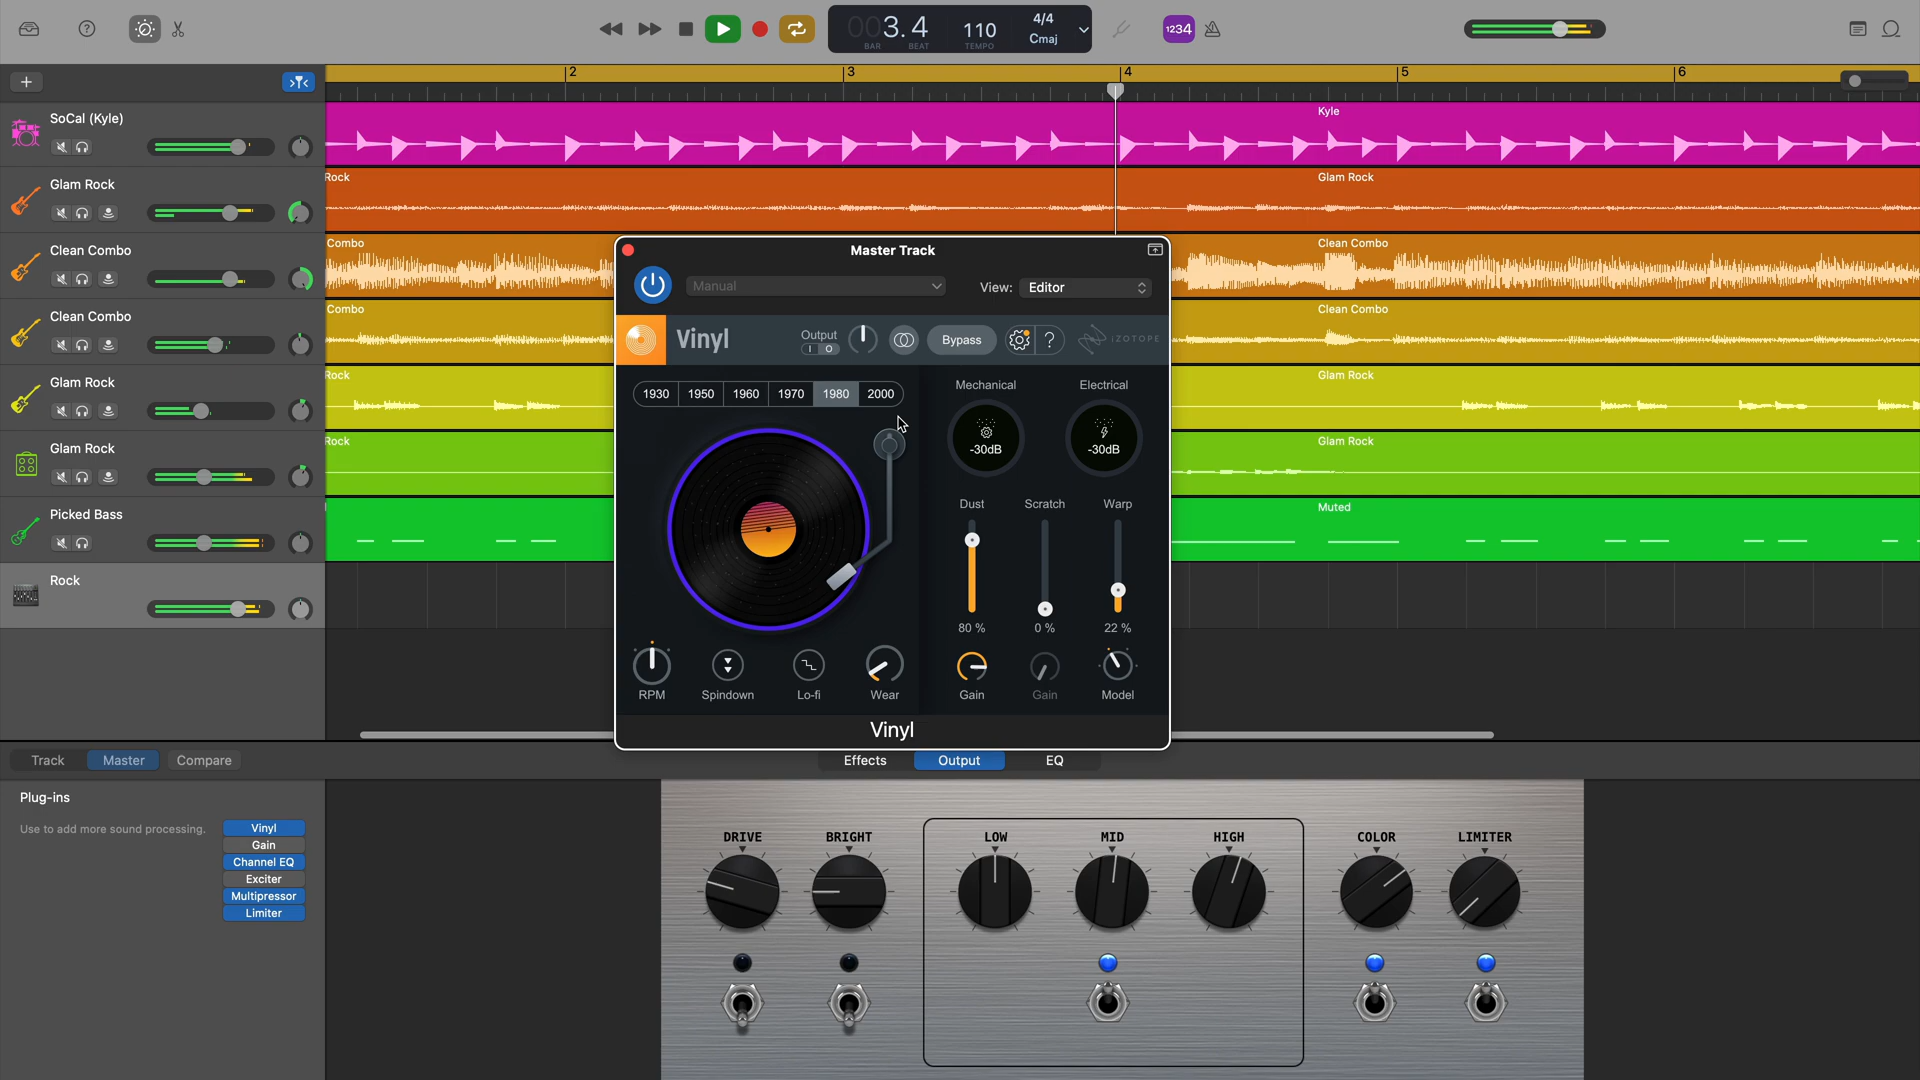 003.4
BAR BEAT
110
TEMPO
4/4
Cmaj
1234
2 3 4 5 6
SoCal (Kyle)
Kyle
Glam Rock
Rock
Glam Rock
Clean Combo
Combo
Clean Combo
Clean Combo
Combo
Clean Combo
Glam Rock
Rock
Glam Rock
Glam Rock
Rock
Glam Rock
Picked Bass
Muted
Rock
Master Track
Manual
View: Editor
Vinyl
Output
I O
Bypass
?
iZOTOPE
1930 1950 1960 1970 1980 2000
Mechanical Electrical
-30dB -30dB
Dust Scratch Warp
80 % 0 % 22 %
RPM Spindown Lo-fi Wear Gain Gain Model
Vinyl
Track Master Compare
Effects Output EQ
Plug-ins
Use to add more sound processing.
Vinyl
Gain
Channel EQ
Exciter
Multipressor
Limiter
DRIVE BRIGHT LOW MID HIGH COLOR LIMITER